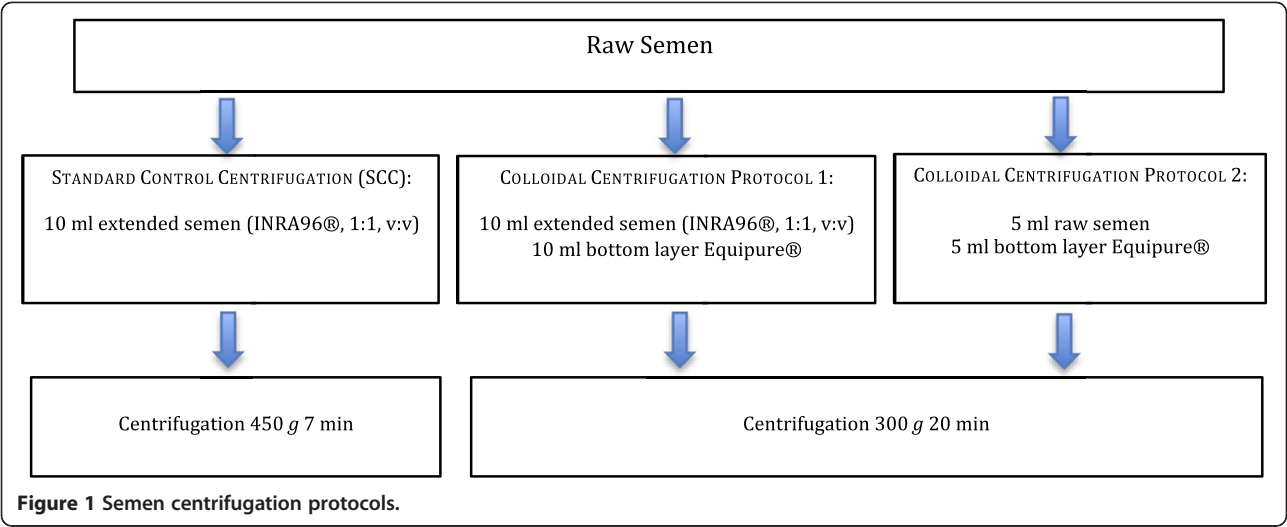 Raw Semen
STANDARD CONTROL CENTRIFUGATION (SCC):
10 ml extended semen (INRA96®, 1:1, v:v)
COLLOIDAL CENTRIFUGATION PROTOCOL 1:
10 ml extended semen (INRA96®, 1:1, v:v)
10 ml bottom layer Equipure®
COLLOIDAL CENTRIFUGATION PROTOCOL 2:
5 ml raw semen
5 ml bottom layer Equipure®
Centrifugation 450 g 7 min
Centrifugation 300 g 20 min
Figure 1 Semen centrifugation protocols.